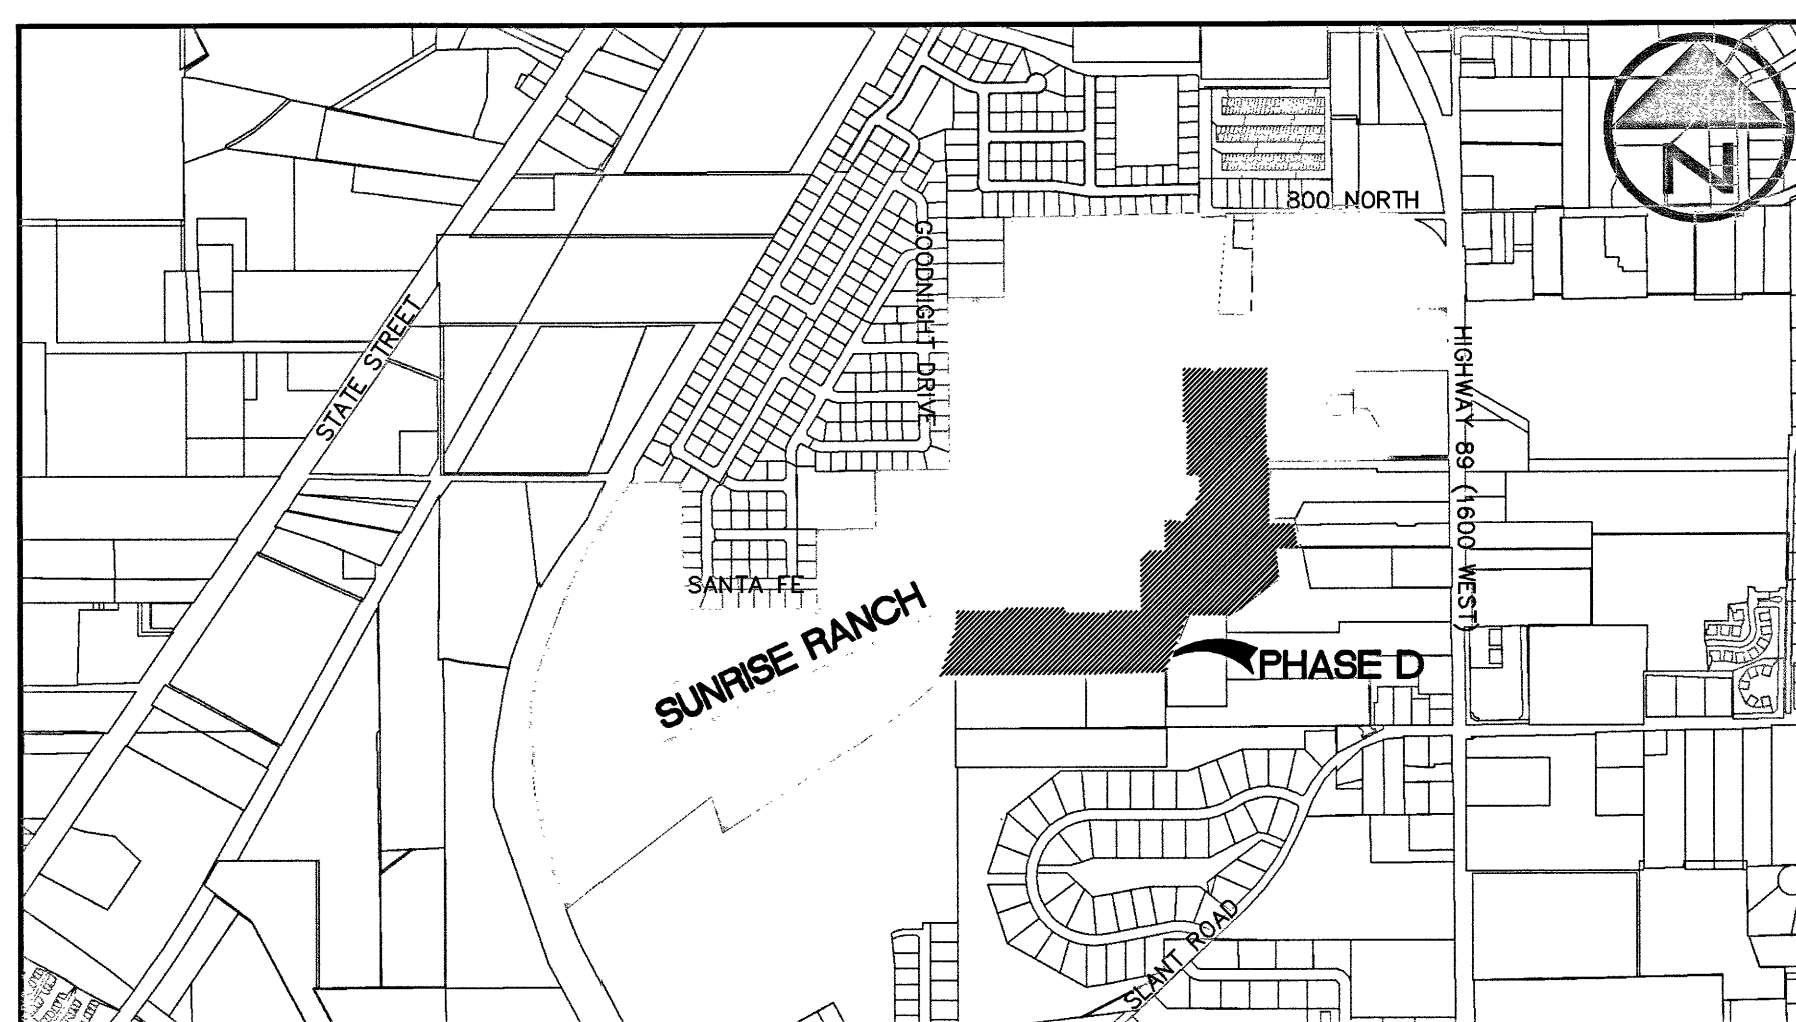 800 NORTH
GOODNIGHT DRIVE
STATE STREET
HIGHWAY 89 (1600 WEST)
SANTA FE
SUNRISE RANCH
PHASE D
SLANT ROAD
N